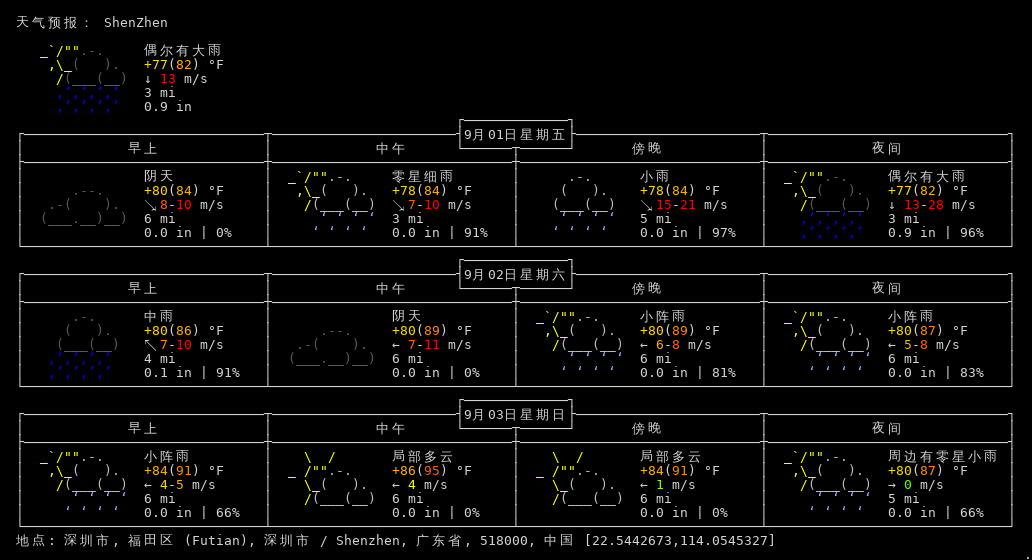 天气预报： ShenZhen
偶尔有大雨
+77(82) °F
↓ 13 m/s
3 mi
0.9 in
9月01日星期五
早上 中午 傍晚 夜间
阴天 零星细雨 小雨 偶尔有大雨
+80(84) °F +78(84) °F +78(84) °F +77(82) °F
↘ 8-10 m/s ↘ 7-10 m/s ↘ 15-21 m/s ↓ 13-28 m/s
6 mi 3 mi 5 mi 3 mi
0.0 in | 0% 0.0 in | 91% 0.0 in | 97% 0.9 in | 96%
9月02日星期六
早上 中午 傍晚 夜间
中雨 阴天 小阵雨 小阵雨
+80(86) °F +80(89) °F +80(89) °F +80(87) °F
↖ 7-10 m/s ← 7-11 m/s ← 6-8 m/s ← 5-8 m/s
4 mi 6 mi 6 mi 6 mi
0.1 in | 91% 0.0 in | 0% 0.0 in | 81% 0.0 in | 83%
9月03日星期日
早上 中午 傍晚 夜间
小阵雨 局部多云 局部多云 周边有零星小雨
+84(91) °F +86(95) °F +84(91) °F +80(87) °F
← 4-5 m/s ← 4 m/s ← 1 m/s → 0 m/s
6 mi 6 mi 6 mi 5 mi
0.0 in | 66% 0.0 in | 0% 0.0 in | 0% 0.0 in | 66%
地点: 深圳市, 福田区 (Futian), 深圳市 / Shenzhen, 广东省, 518000, 中国 [22.5442673,114.0545327]